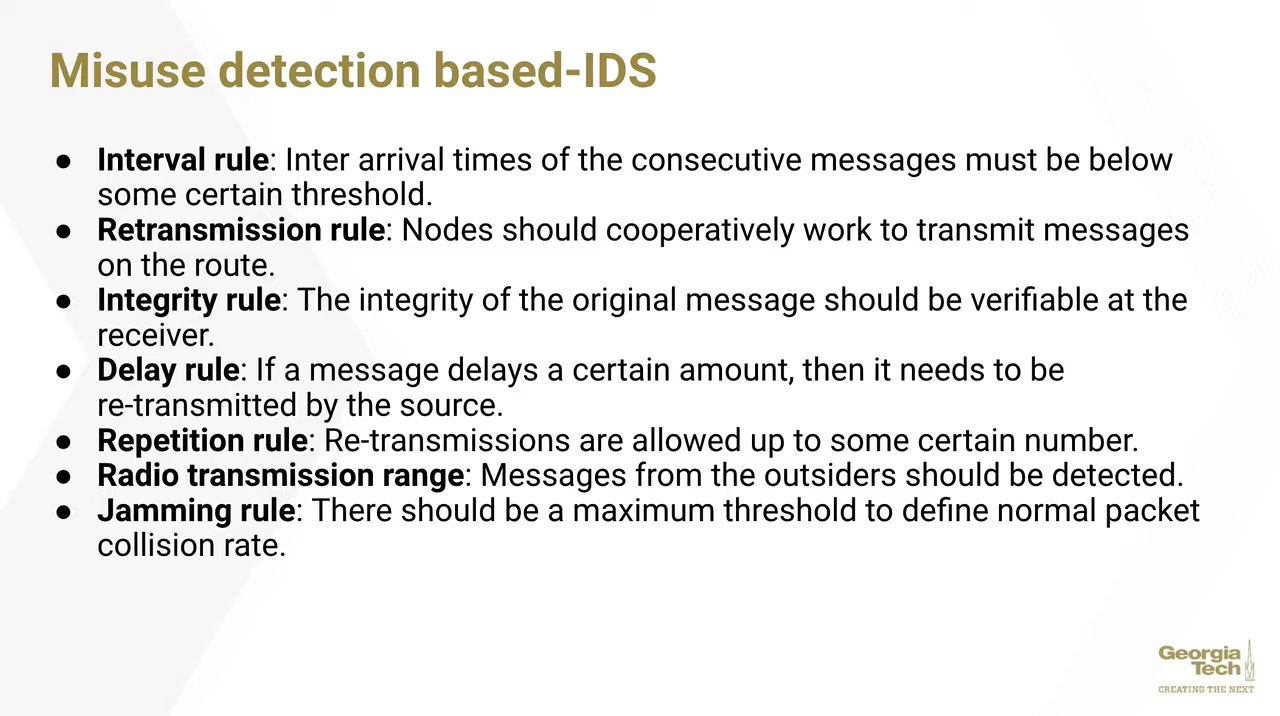 Misuse detection based-IDS
● Interval rule: Inter arrival times of the consecutive messages must be below
some certain threshold.
● Retransmission rule: Nodes should cooperatively work to transmit messages
on the route.
● Integrity rule: The integrity of the original message should be verifiable at the
receiver.
● Delay rule: If a message delays a certain amount, then it needs to be
re-transmitted by the source.
● Repetition rule: Re-transmissions are allowed up to some certain number.
● Radio transmission range: Messages from the outsiders should be detected.
● Jamming rule: There should be a maximum threshold to define normal packet
collision rate.
Georgia
Tech
CREATING THE NEXT